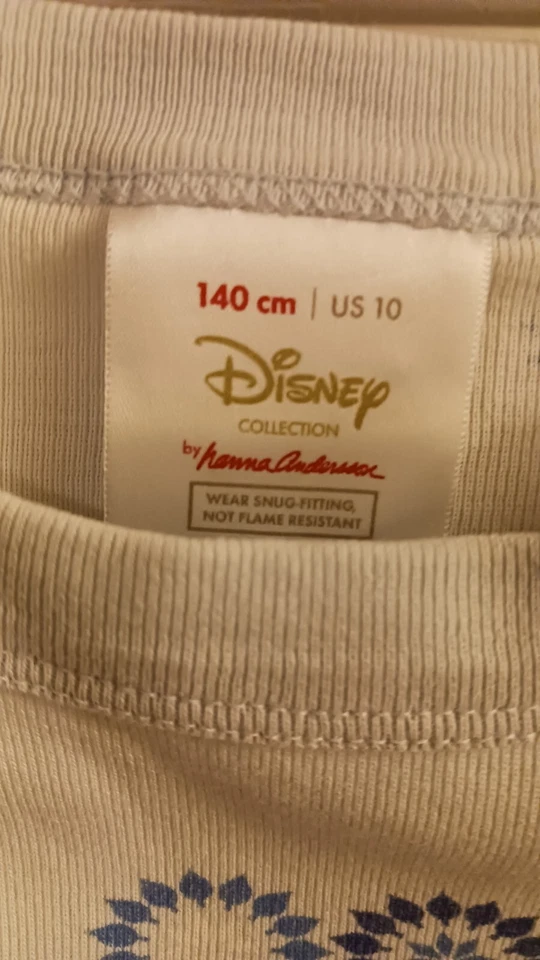 140 cm | US 10
Disney
COLLECTION
by hanna Andersson
WEAR SNUG-FITTING,
NOT FLAME RESISTANT